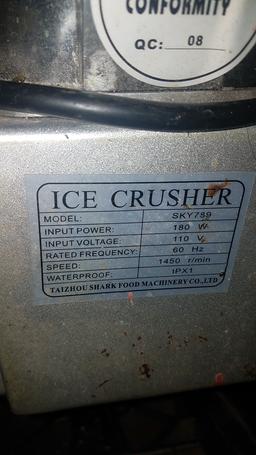 CONFORMITY
QC: 08
ICE CRUSHER
MODEL: SKY789
INPUT POWER: 180 W
INPUT VOLTAGE: 110 V
RATED FREQUENCY: 60 Hz
SPEED: 1450 r/min
WATERPROOF: IPX1
TAIZHOU SHARK FOOD MACHINERY CO., LTD